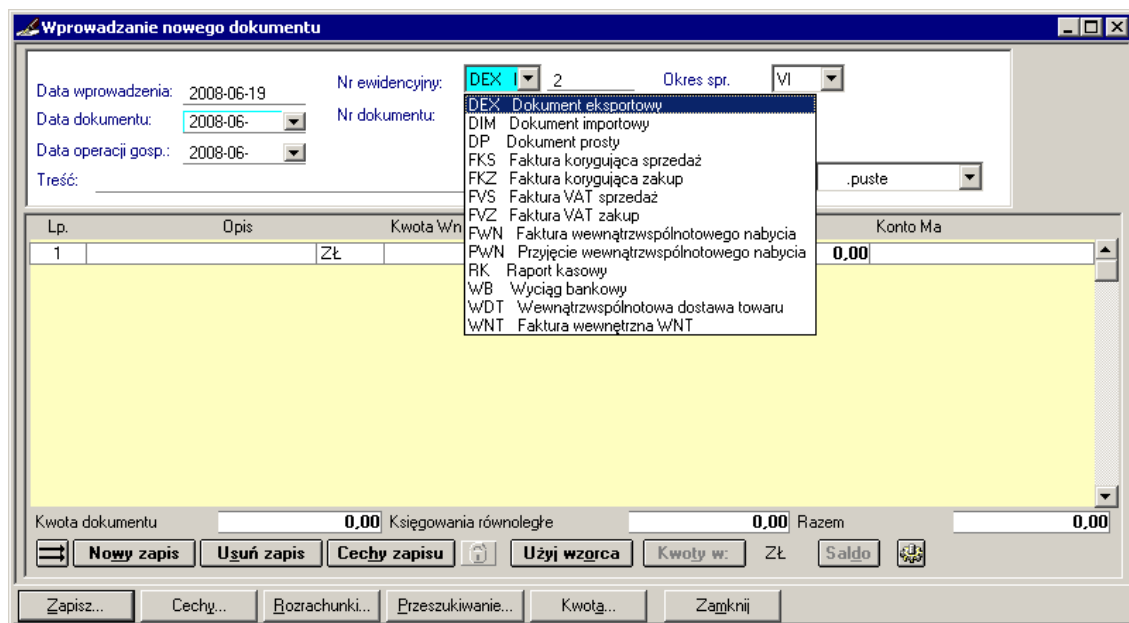 Wprowadzanie nowego dokumentu
Data wprowadzenia: 2008-06-19 Nr ewidencyjny: DEX 2 Okres spr. VI
Data dokumentu: 2008-06- Nr dokumentu:
Data operacji gosp.: 2008-06-
Treść: .puste
DEX Dokument eksportowy
DIM Dokument importowy
DP Dokument prosty
FKS Faktura korygująca sprzedaż
FKZ Faktura korygująca zakup
FVS Faktura VAT sprzedaż
FVZ Faktura VAT zakup
FWN Faktura wewnątrzwspólnotowego nabycia
PWN Przyjęcie wewnątrzwspólnotowego nabycia
RK Raport kasowy
WB Wyciąg bankowy
WDT Wewnątrzwspólnotowa dostawa towaru
WNT Faktura wewnętrzna WNT
Lp. Opis Kwota Wn Konto Ma
1 ZŁ 0,00
Kwota dokumentu 0,00 Księgowania równoległe 0,00 Razem 0,00
Nowy zapis Usuń zapis Cechy zapisu Użyj wzorca Kwoty w: ZŁ Saldo
Zapisz... Cechy... Rozrachunki... Przeszukiwanie... Kwota... Zamknij